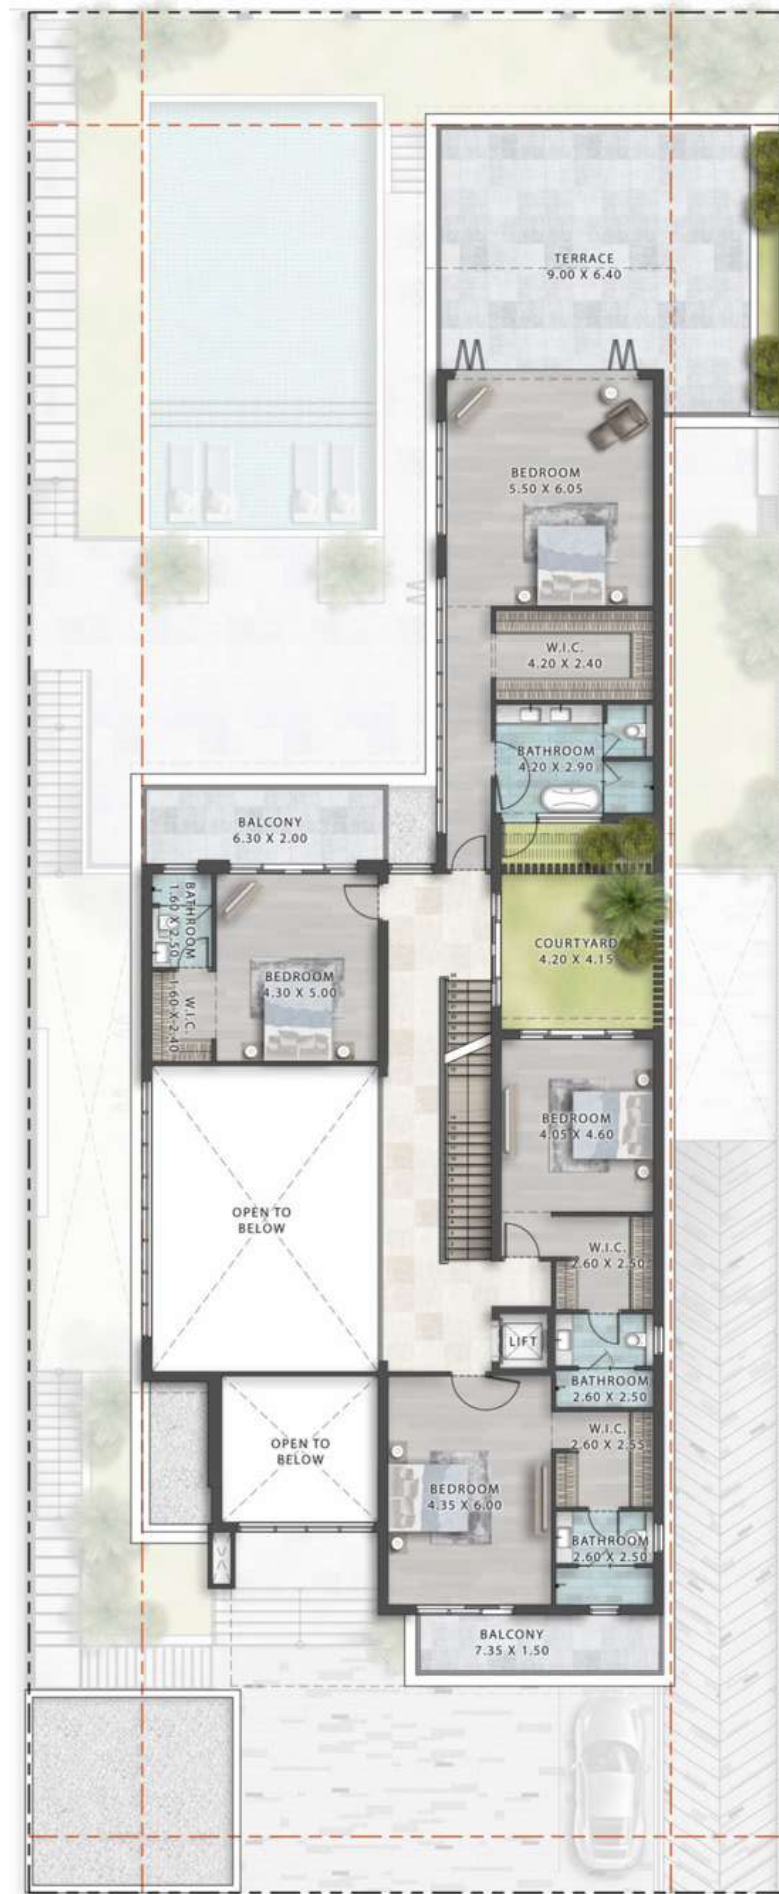 TERRACE
9.00 X 6.40
BEDROOM
5.50 X 6.05
W.I.C.
4.20 X 2.40
BATHROOM
4.20 X 2.90
BALCONY
6.30 X 2.00
BATHROOM
1.60 X 2.50
BEDROOM
4.30 X 5.00
W.I.C.
1.60 X 2.40
COURTYARD
4.20 X 4.15
BEDROOM
4.05 X 4.60
OPEN TO
BELOW
W.I.C.
2.60 X 2.50
LIFT
BATHROOM
2.60 X 2.50
W.I.C.
2.60 X 2.55
OPEN TO
BELOW
BEDROOM
4.35 X 6.00
BATHROOM
2.60 X 2.50
BALCONY
7.35 X 1.50